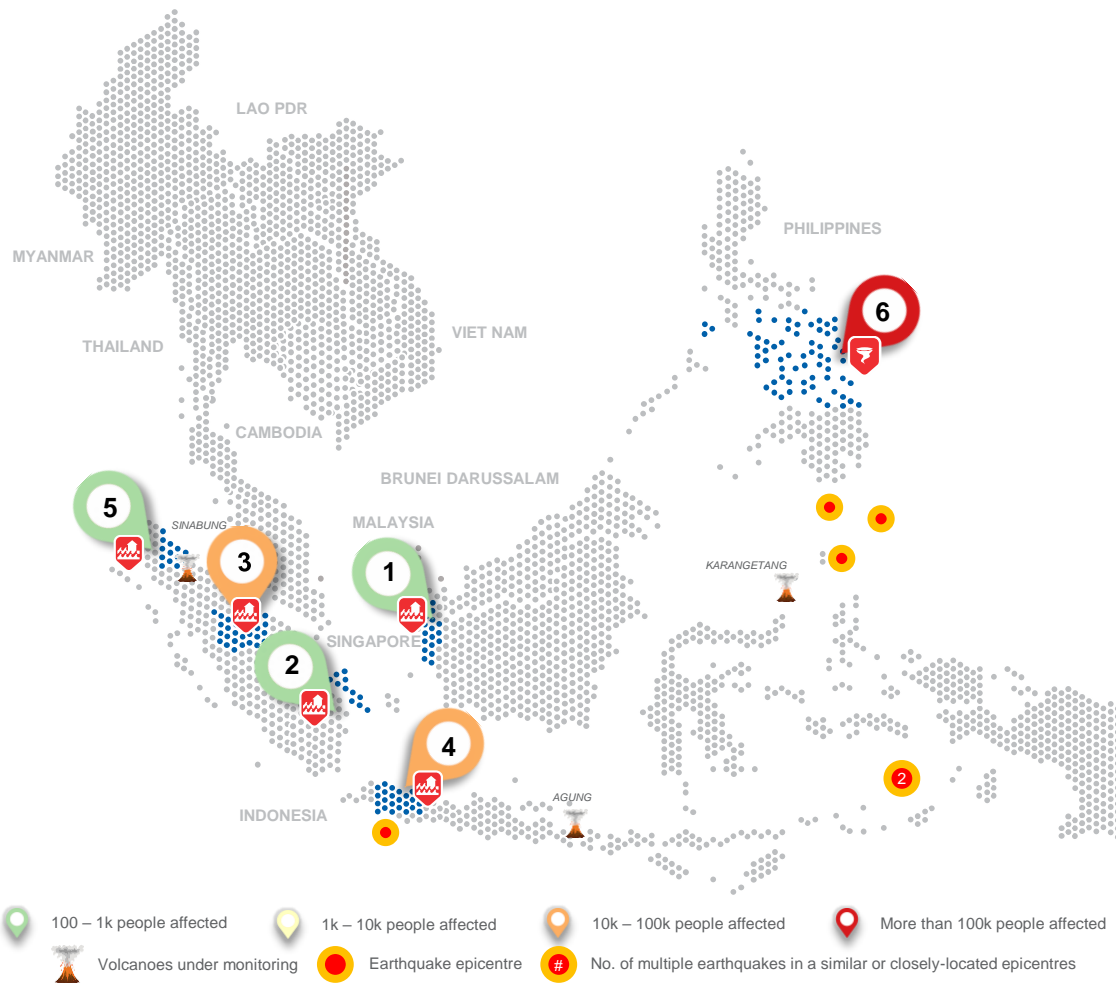 LAO PDR
PHILIPPINES
MYANMAR
6
THAILAND
VIET NAM
CAMBODIA
BRUNEI DARUSSALAM
5
SINABUNG
MALAYSIA
3
1
KARANGETANG
SINGAPORE
2
4
2
AGUNG
INDONESIA
100 – 1k people affected
1k – 10k people affected
10k – 100k people affected
More than 100k people affected
Volcanoes under monitoring
Earthquake epicentre
# No. of multiple earthquakes in a similar or closely-located epicentres